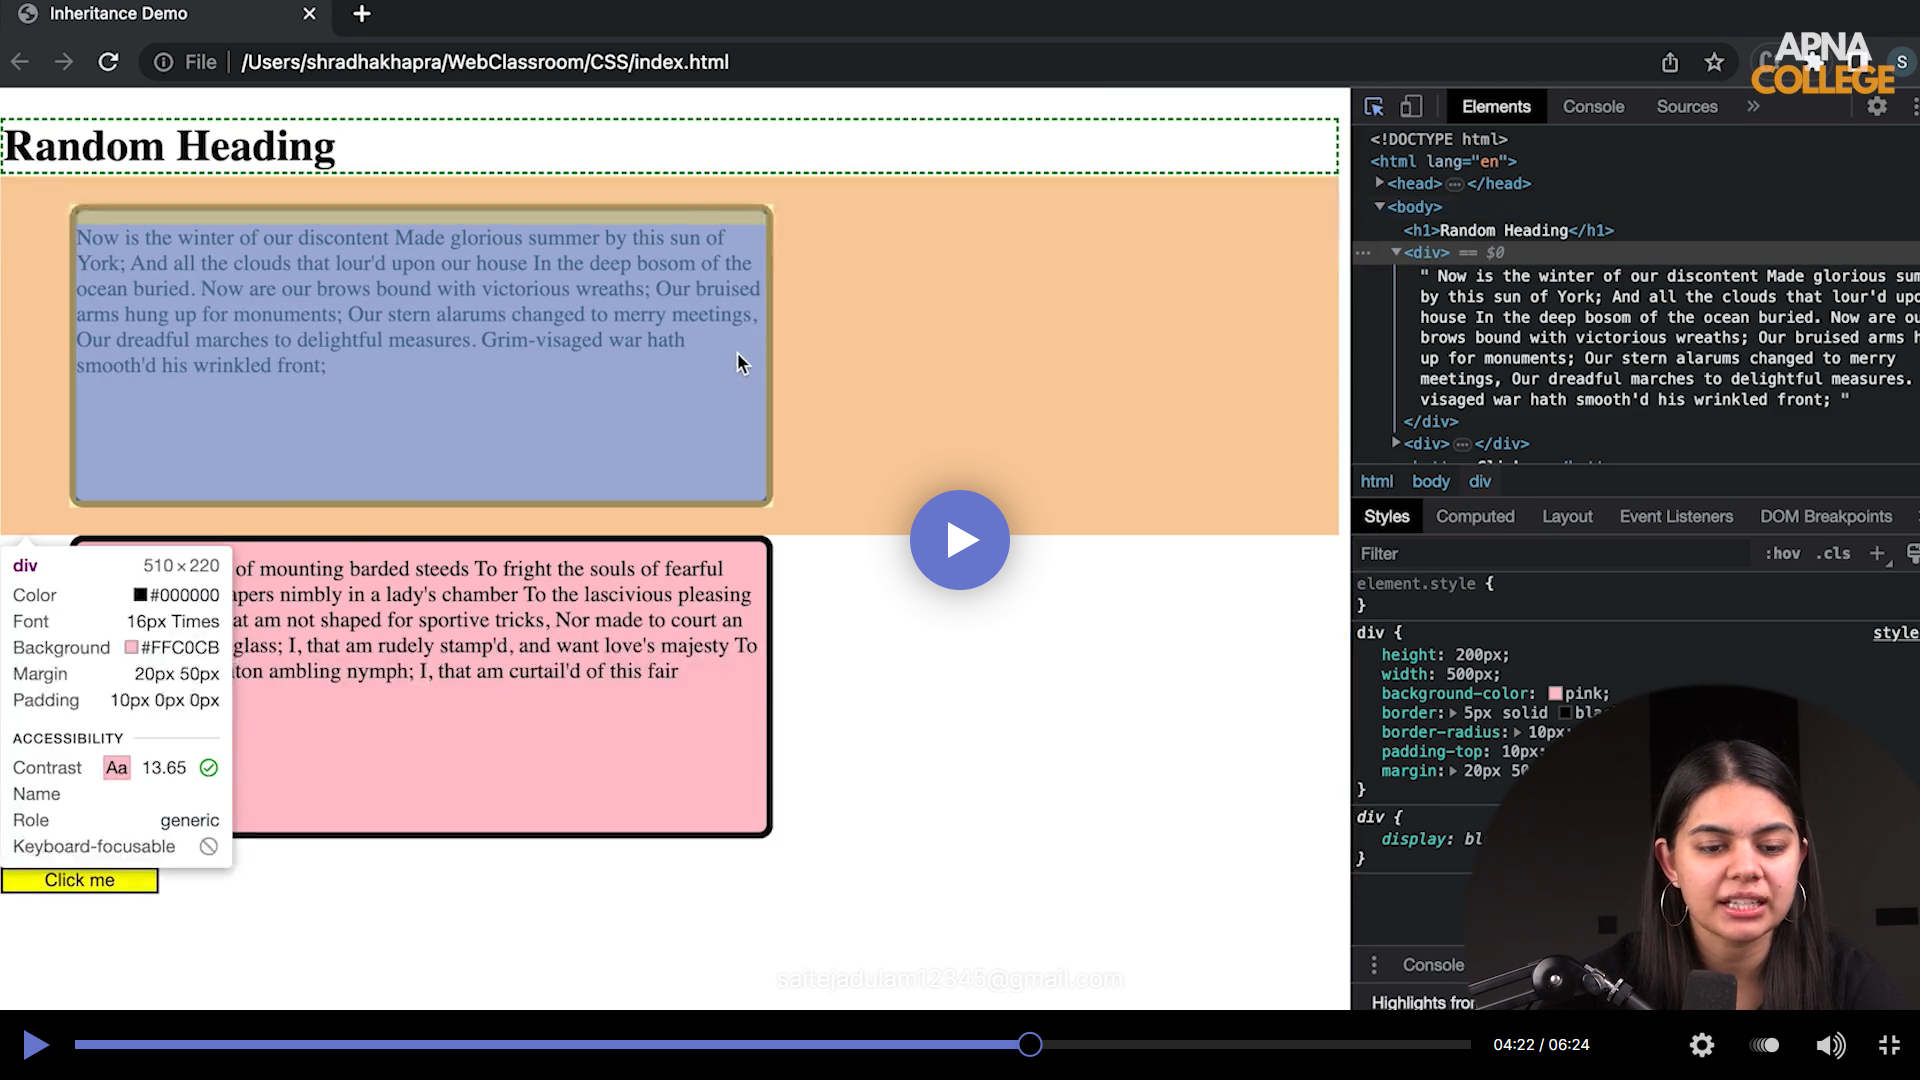 Inheritance Demo
File
/Users/shradhakhapra/WebClassroom/CSS/index.html
S
APNA
COLLEGE
Random Heading
Now is the winter of our discontent Made glorious summer by this sun of
York; And all the clouds that lour'd upon our house In the deep bosom of the
ocean buried. Now are our brows bound with victorious wreaths; Our bruised
arms hung up for monuments; Our stern alarums changed to merry meetings,
Our dreadful marches to delightful measures. Grim-visaged war hath
smooth'd his wrinkled front;
of mounting barded steeds To fright the souls of fearful
apers nimbly in a lady's chamber To the lascivious pleasing
at am not shaped for sportive tricks, Nor made to court an
glass; I, that am rudely stamp'd, and want love's majesty To
ton ambling nymph; I, that am curtail'd of this fair
div 510 × 220
Color #000000
Font 16px Times
Background #FFC0CB
Margin 20px 50px
Padding 10px 0px 0px
ACCESSIBILITY
Contrast Aa 13.65
Name
Role generic
Keyboard-focusable
Click me
saitejadulam12345@gmail.com
Elements Console Sources »
<!DOCTYPE html>
<html lang="en">
<head> … </head>
<body>
<h1>Random Heading</h1>
… <div> == $0
" Now is the winter of our discontent Made glorious sum
by this sun of York; And all the clouds that lour'd upo
house In the deep bosom of the ocean buried. Now are ou
brows bound with victorious wreaths; Our bruised arms h
up for monuments; Our stern alarums changed to merry
meetings, Our dreadful marches to delightful measures.
visaged war hath smooth'd his wrinkled front; "
</div>
<div> … </div>
html body div
Styles Computed Layout Event Listeners DOM Breakpoints
Filter :hov .cls +
element.style {
}
div { style
height: 200px;
width: 500px;
background-color: pink;
border: 5px solid bla
border-radius: 10px;
padding-top: 10px;
margin: 20px 50
}
div {
display: bl
}
Console
Highlights from
04:22 / 06:24